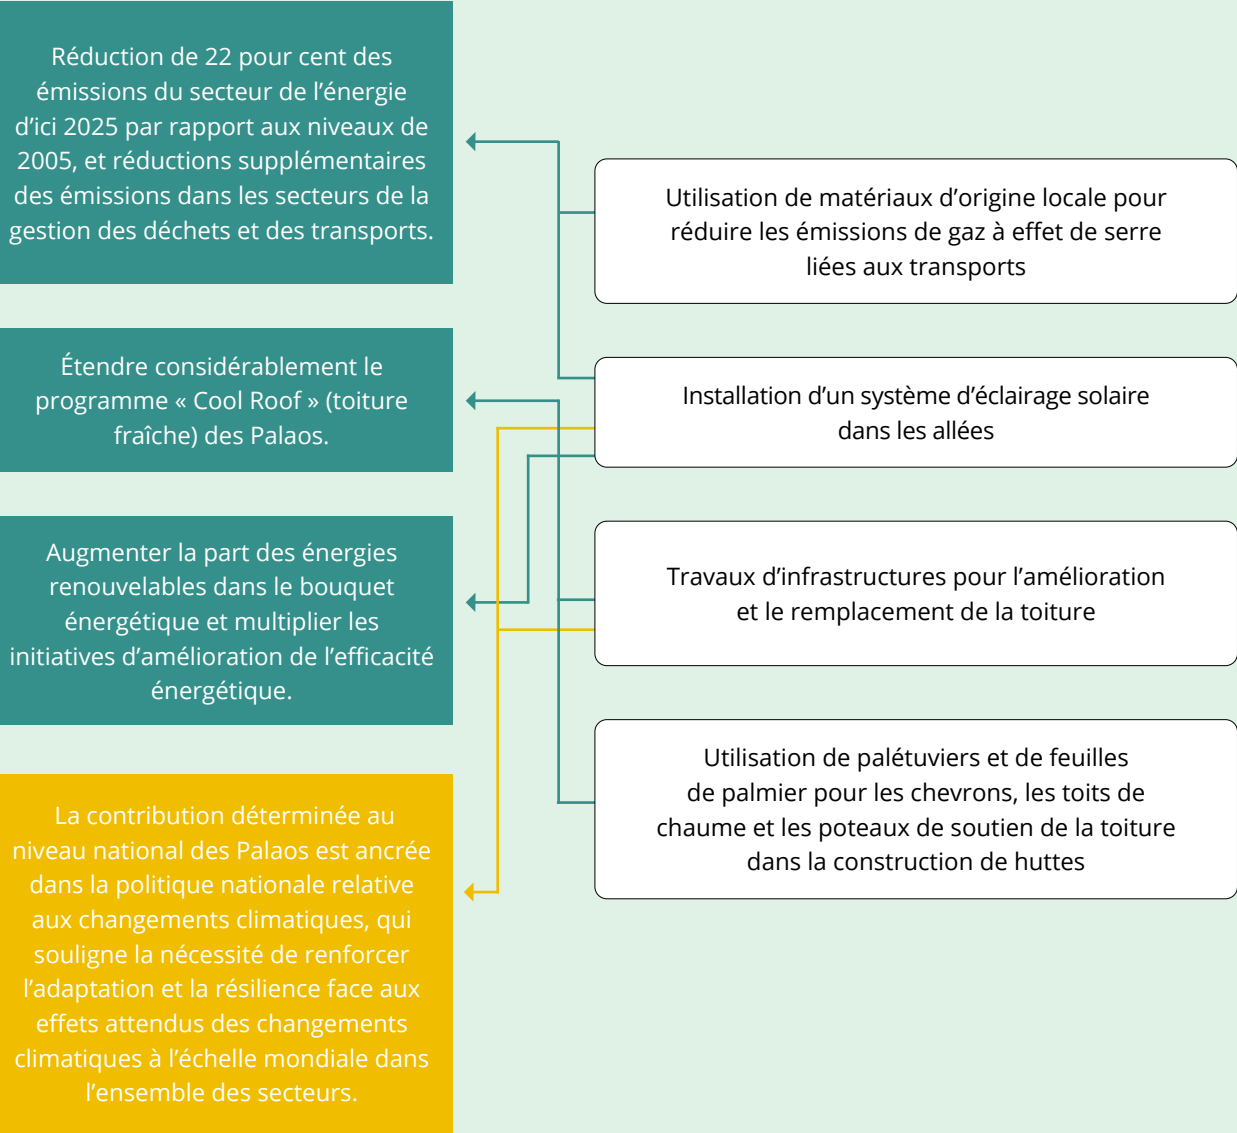 Réduction de 22 pour cent des
émissions du secteur de l’énergie
d’ici 2025 par rapport aux niveaux de
2005, et réductions supplémentaires
des émissions dans les secteurs de la
gestion des déchets et des transports.
Étendre considérablement le
programme « Cool Roof » (toiture
fraîche) des Palaos.
Augmenter la part des énergies
renouvelables dans le bouquet
énergétique et multiplier les
initiatives d’amélioration de l’efficacité
énergétique.
La contribution déterminée au
niveau national des Palaos est ancrée
dans la politique nationale relative
aux changements climatiques, qui
souligne la nécessité de renforcer
l’adaptation et la résilience face aux
effets attendus des changements
climatiques à l’échelle mondiale dans
l’ensemble des secteurs.
Utilisation de matériaux d’origine locale pour
réduire les émissions de gaz à effet de serre
liées aux transports
Installation d’un système d’éclairage solaire
dans les allées
Travaux d’infrastructures pour l’amélioration
et le remplacement de la toiture
Utilisation de palétuviers et de feuilles
de palmier pour les chevrons, les toits de
chaume et les poteaux de soutien de la toiture
dans la construction de huttes